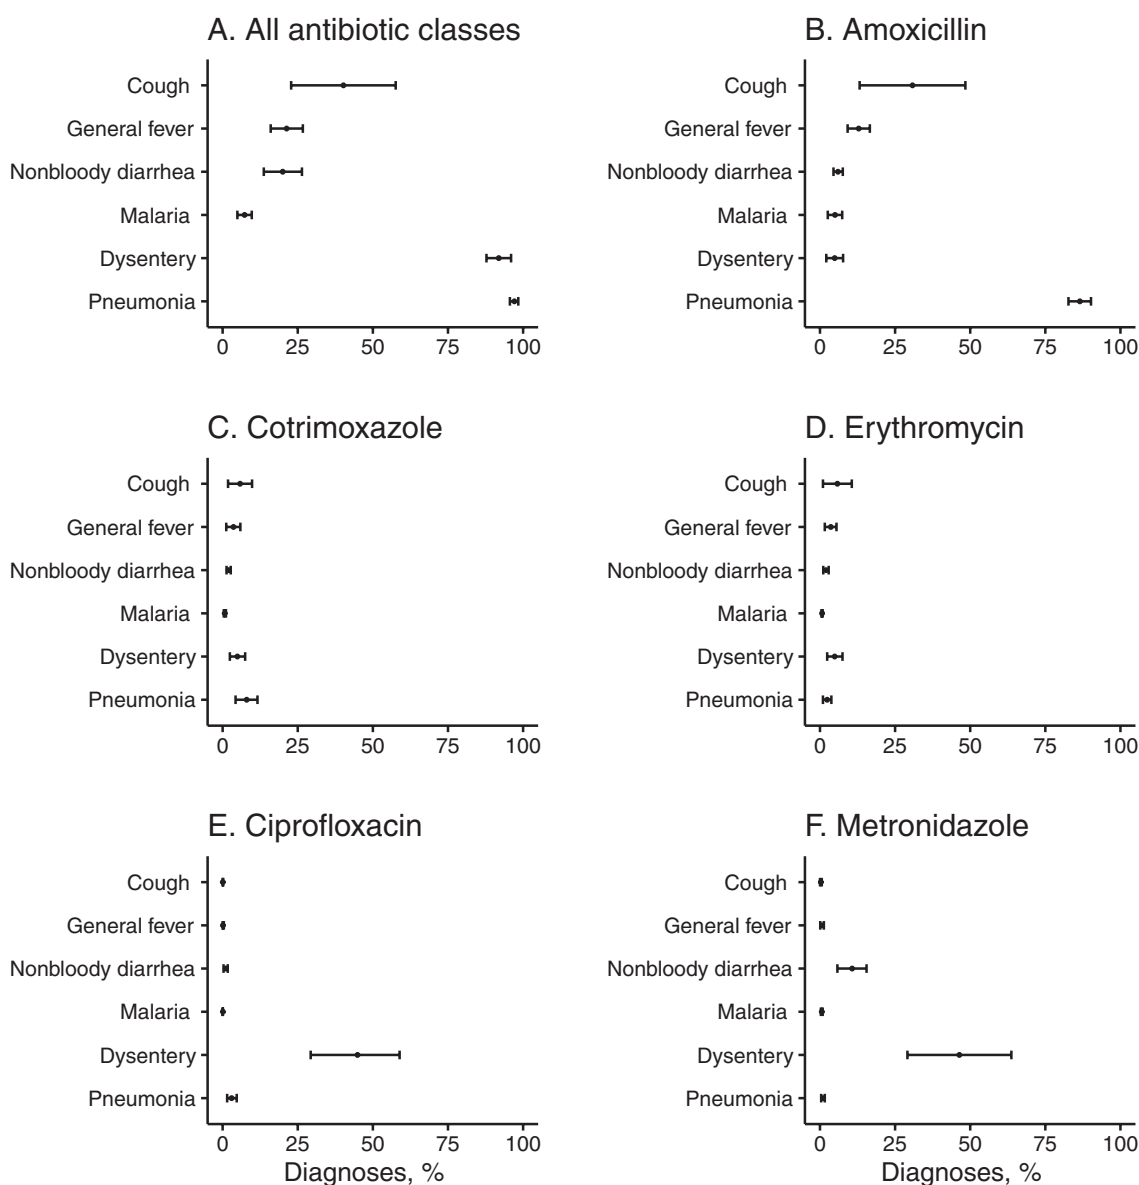 A. All antibiotic classes
Cough
General fever
Nonbloody diarrhea
Malaria
Dysentery
Pneumonia
0 25 50 75 100
B. Amoxicillin
Cough
General fever
Nonbloody diarrhea
Malaria
Dysentery
Pneumonia
0 25 50 75 100
C. Cotrimoxazole
Cough
General fever
Nonbloody diarrhea
Malaria
Dysentery
Pneumonia
0 25 50 75 100
D. Erythromycin
Cough
General fever
Nonbloody diarrhea
Malaria
Dysentery
Pneumonia
0 25 50 75 100
E. Ciprofloxacin
Cough
General fever
Nonbloody diarrhea
Malaria
Dysentery
Pneumonia
0 25 50 75 100
Diagnoses, %
F. Metronidazole
Cough
General fever
Nonbloody diarrhea
Malaria
Dysentery
Pneumonia
0 25 50 75 100
Diagnoses, %